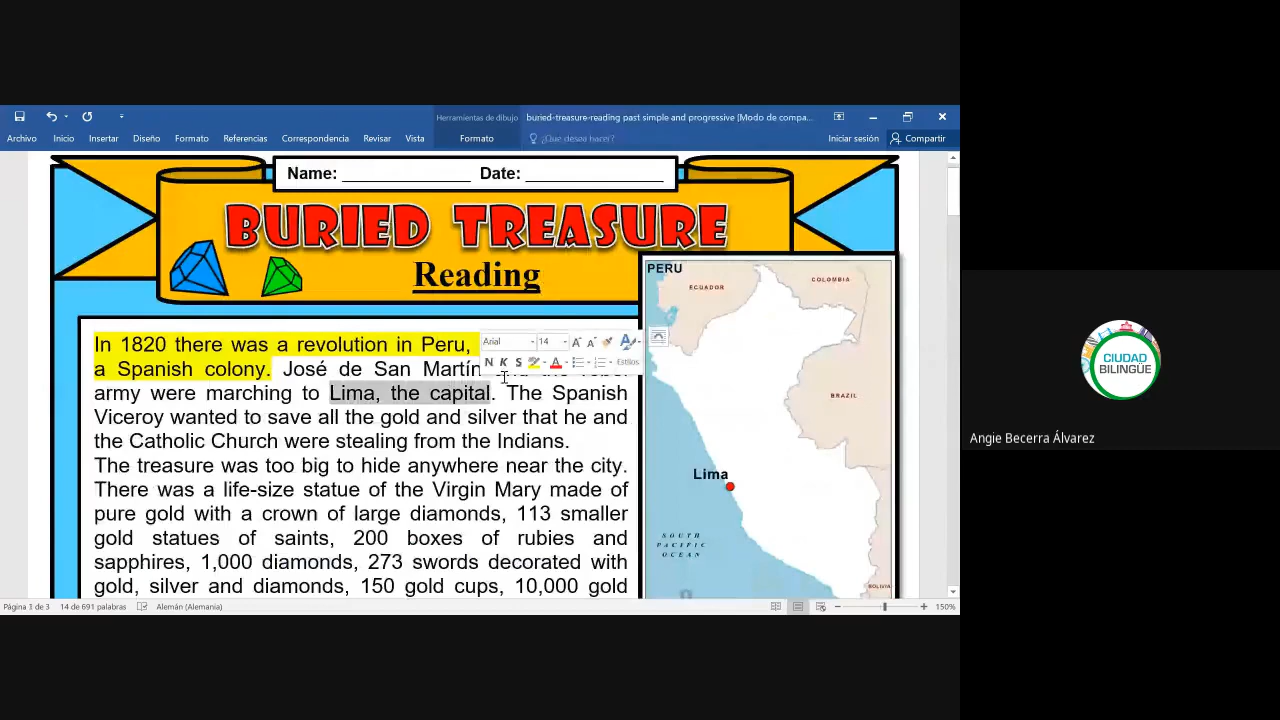 Herramientas de dibujo
buried-treasure-reading past simple and progressive [Modo de compa...
Archivo Inicio Insertar Diseño Formato Referencias Correspondencia Revisar Vista Formato ¿Que desea hacer? Iniciar sesión Compartir
Name: _______________ Date: _______________
BURIED TREASURE
Reading
In 1820 there was a revolution in Peru,
a Spanish colony. José de San Martín
army were marching to Lima, the capital. The Spanish
Viceroy wanted to save all the gold and silver that he and
the Catholic Church were stealing from the Indians.
The treasure was too big to hide anywhere near the city.
There was a life-size statue of the Virgin Mary made of
pure gold with a crown of large diamonds, 113 smaller
gold statues of saints, 200 boxes of rubies and
sapphires, 1,000 diamonds, 273 swords decorated with
gold, silver and diamonds, 150 gold cups, 10,000 gold
Arial 14
N K S Estilos
PERU
ECUADOR
COLOMBIA
BRAZIL
Lima
SOUTH
PACIFIC
OCEAN
BOLIVIA
Página 1 de 3 14 de 691 palabras Alemán (Alemania) 150%
CIUDAD
BILINGÜE
Angie Becerra Álvarez